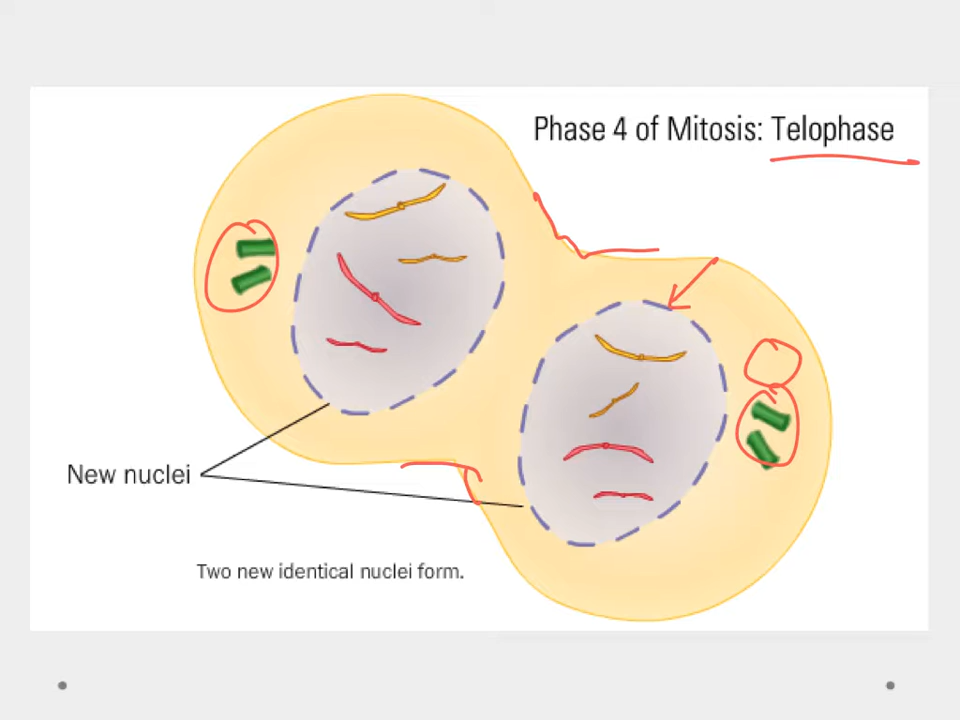 Phase 4 of Mitosis: Telophase
New nuclei
Two new identical nuclei form.